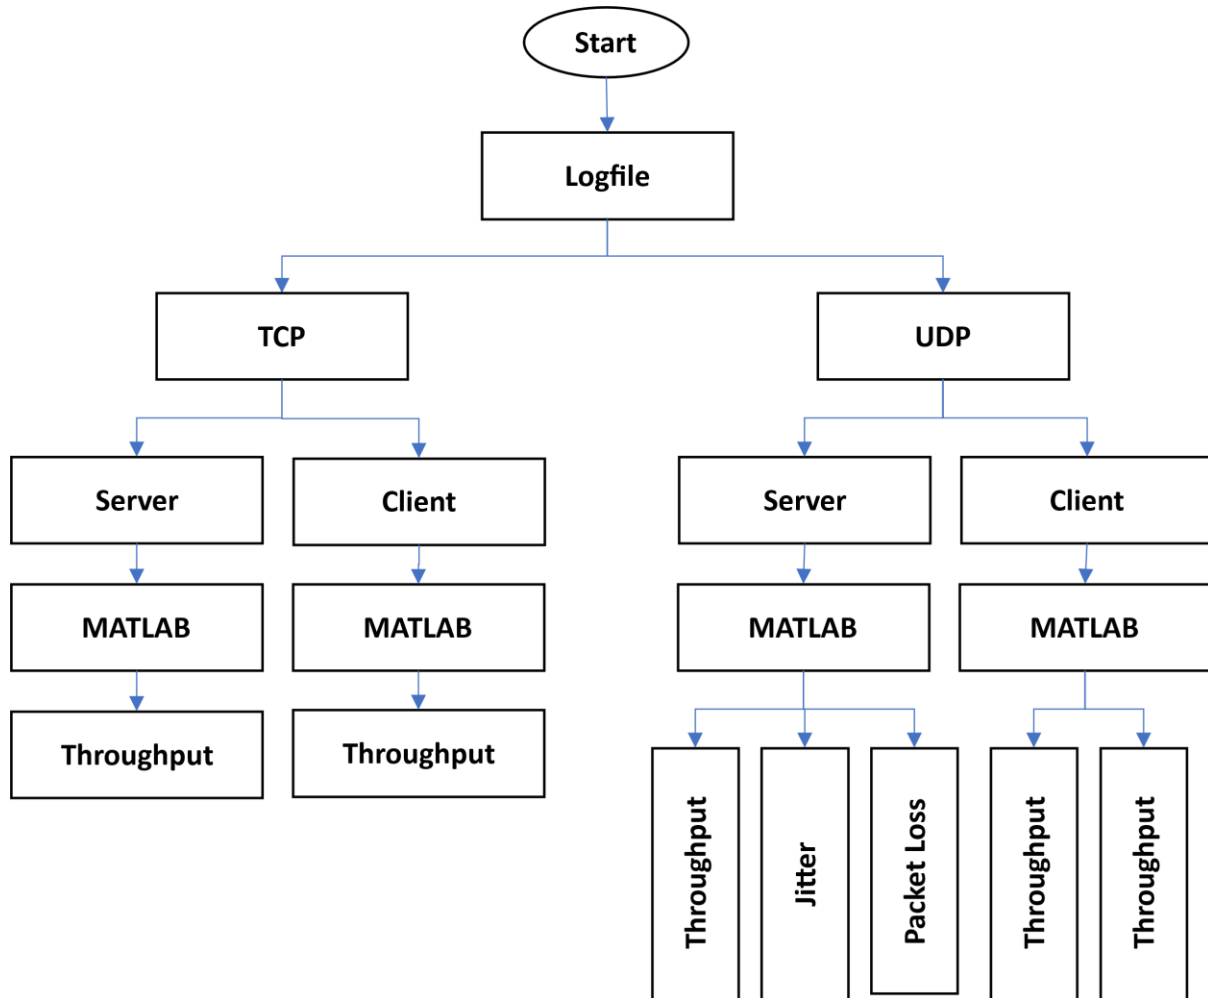 Start
Logfile
TCP
UDP
Server
Client
Server
Client
MATLAB
MATLAB
MATLAB
MATLAB
Throughput
Throughput
Throughput
Jitter
Packet Loss
Throughput
Throughput